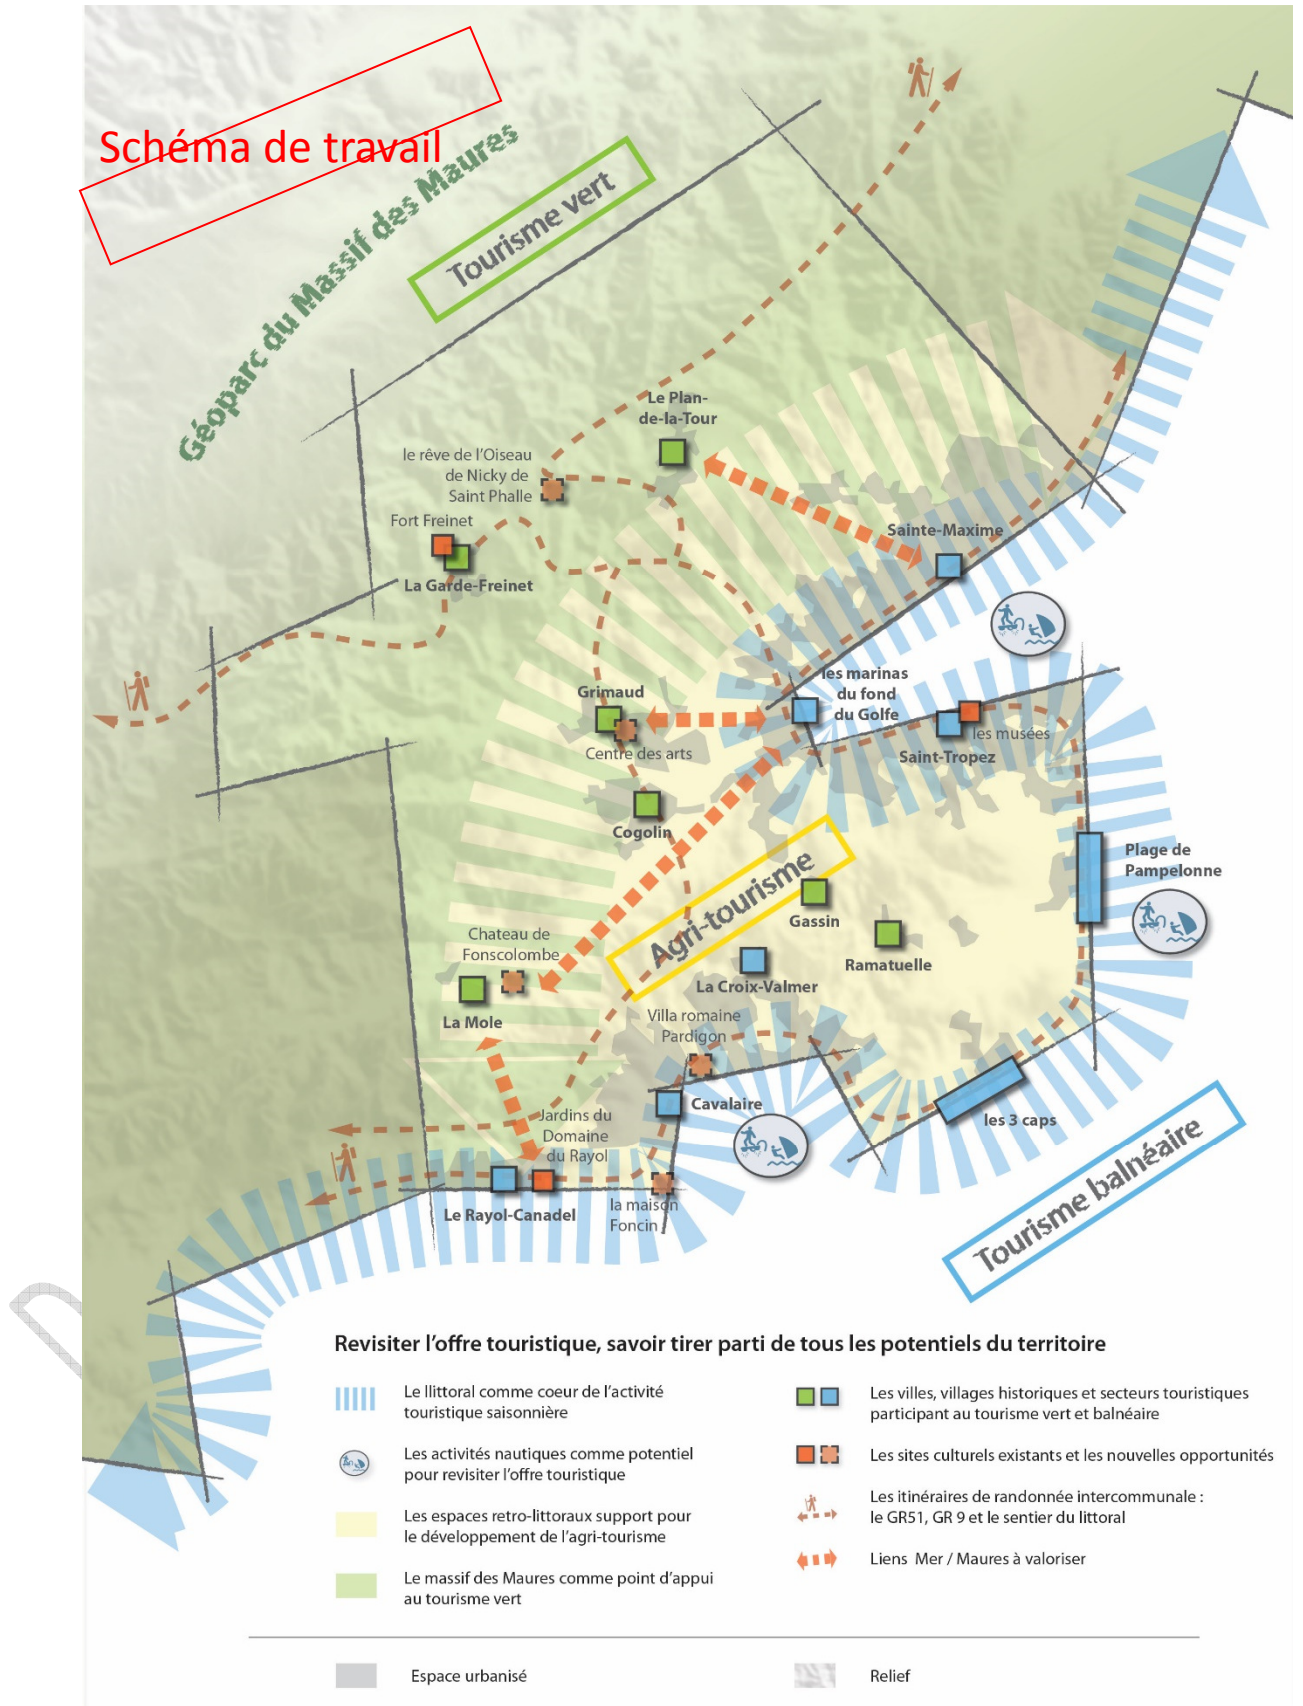 Schéma de travail
Géoparc du Massif des Maures
Tourisme vert
Le Plan-
de-la-Tour
le rêve de l'Oiseau
de Nicky de
Saint Phalle
Fort Freinet
La Garde-Freinet
Sainte-Maxime
Grimaud
Centre des arts
les marinas
du fond
du Golfe
les musées
Saint-Tropez
Cogolin
Plage de
Pampelonne
Agri-tourisme
Gassin
Ramatuelle
Chateau de
Fonscolombe
La Mole
La Croix-Valmer
Villa romaine
Pardigon
Cavalaire
les 3 caps
Jardins du
Domaine
du Rayol
Le Rayol-Canadel
la maison
Foncin
Tourisme balnéaire
Revisiter l'offre touristique, savoir tirer parti de tous les potentiels du territoire
Le llittoral comme coeur de l'activité
touristique saisonnière
Les activités nautiques comme potentiel
pour revisiter l'offre touristique
Les espaces retro-littoraux support pour
le développement de l'agri-tourisme
Le massif des Maures comme point d'appui
au tourisme vert
Les villes, villages historiques et secteurs touristiques
participant au tourisme vert et balnéaire
Les sites culturels existants et les nouvelles opportunités
Les itinéraires de randonnée intercommunale :
le GR51, GR 9 et le sentier du littoral
Liens Mer / Maures à valoriser
Espace urbanisé
Relief